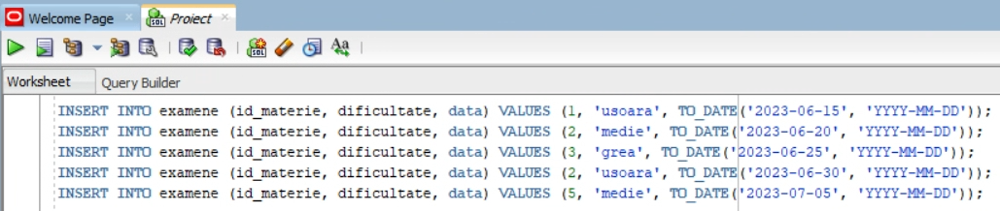 Welcome Page
Proiect
Worksheet
Query Builder
INSERT INTO examene (id_materie, dificultate, data) VALUES (1, 'usoara', TO_DATE('2023-06-15', 'YYYY-MM-DD'));
INSERT INTO examene (id_materie, dificultate, data) VALUES (2, 'medie', TO_DATE('2023-06-20', 'YYYY-MM-DD'));
INSERT INTO examene (id_materie, dificultate, data) VALUES (3, 'grea', TO_DATE('2023-06-25', 'YYYY-MM-DD'));
INSERT INTO examene (id_materie, dificultate, data) VALUES (2, 'usoara', TO_DATE('2023-06-30', 'YYYY-MM-DD'));
INSERT INTO examene (id_materie, dificultate, data) VALUES (5, 'medie', TO_DATE('2023-07-05', 'YYYY-MM-DD'));